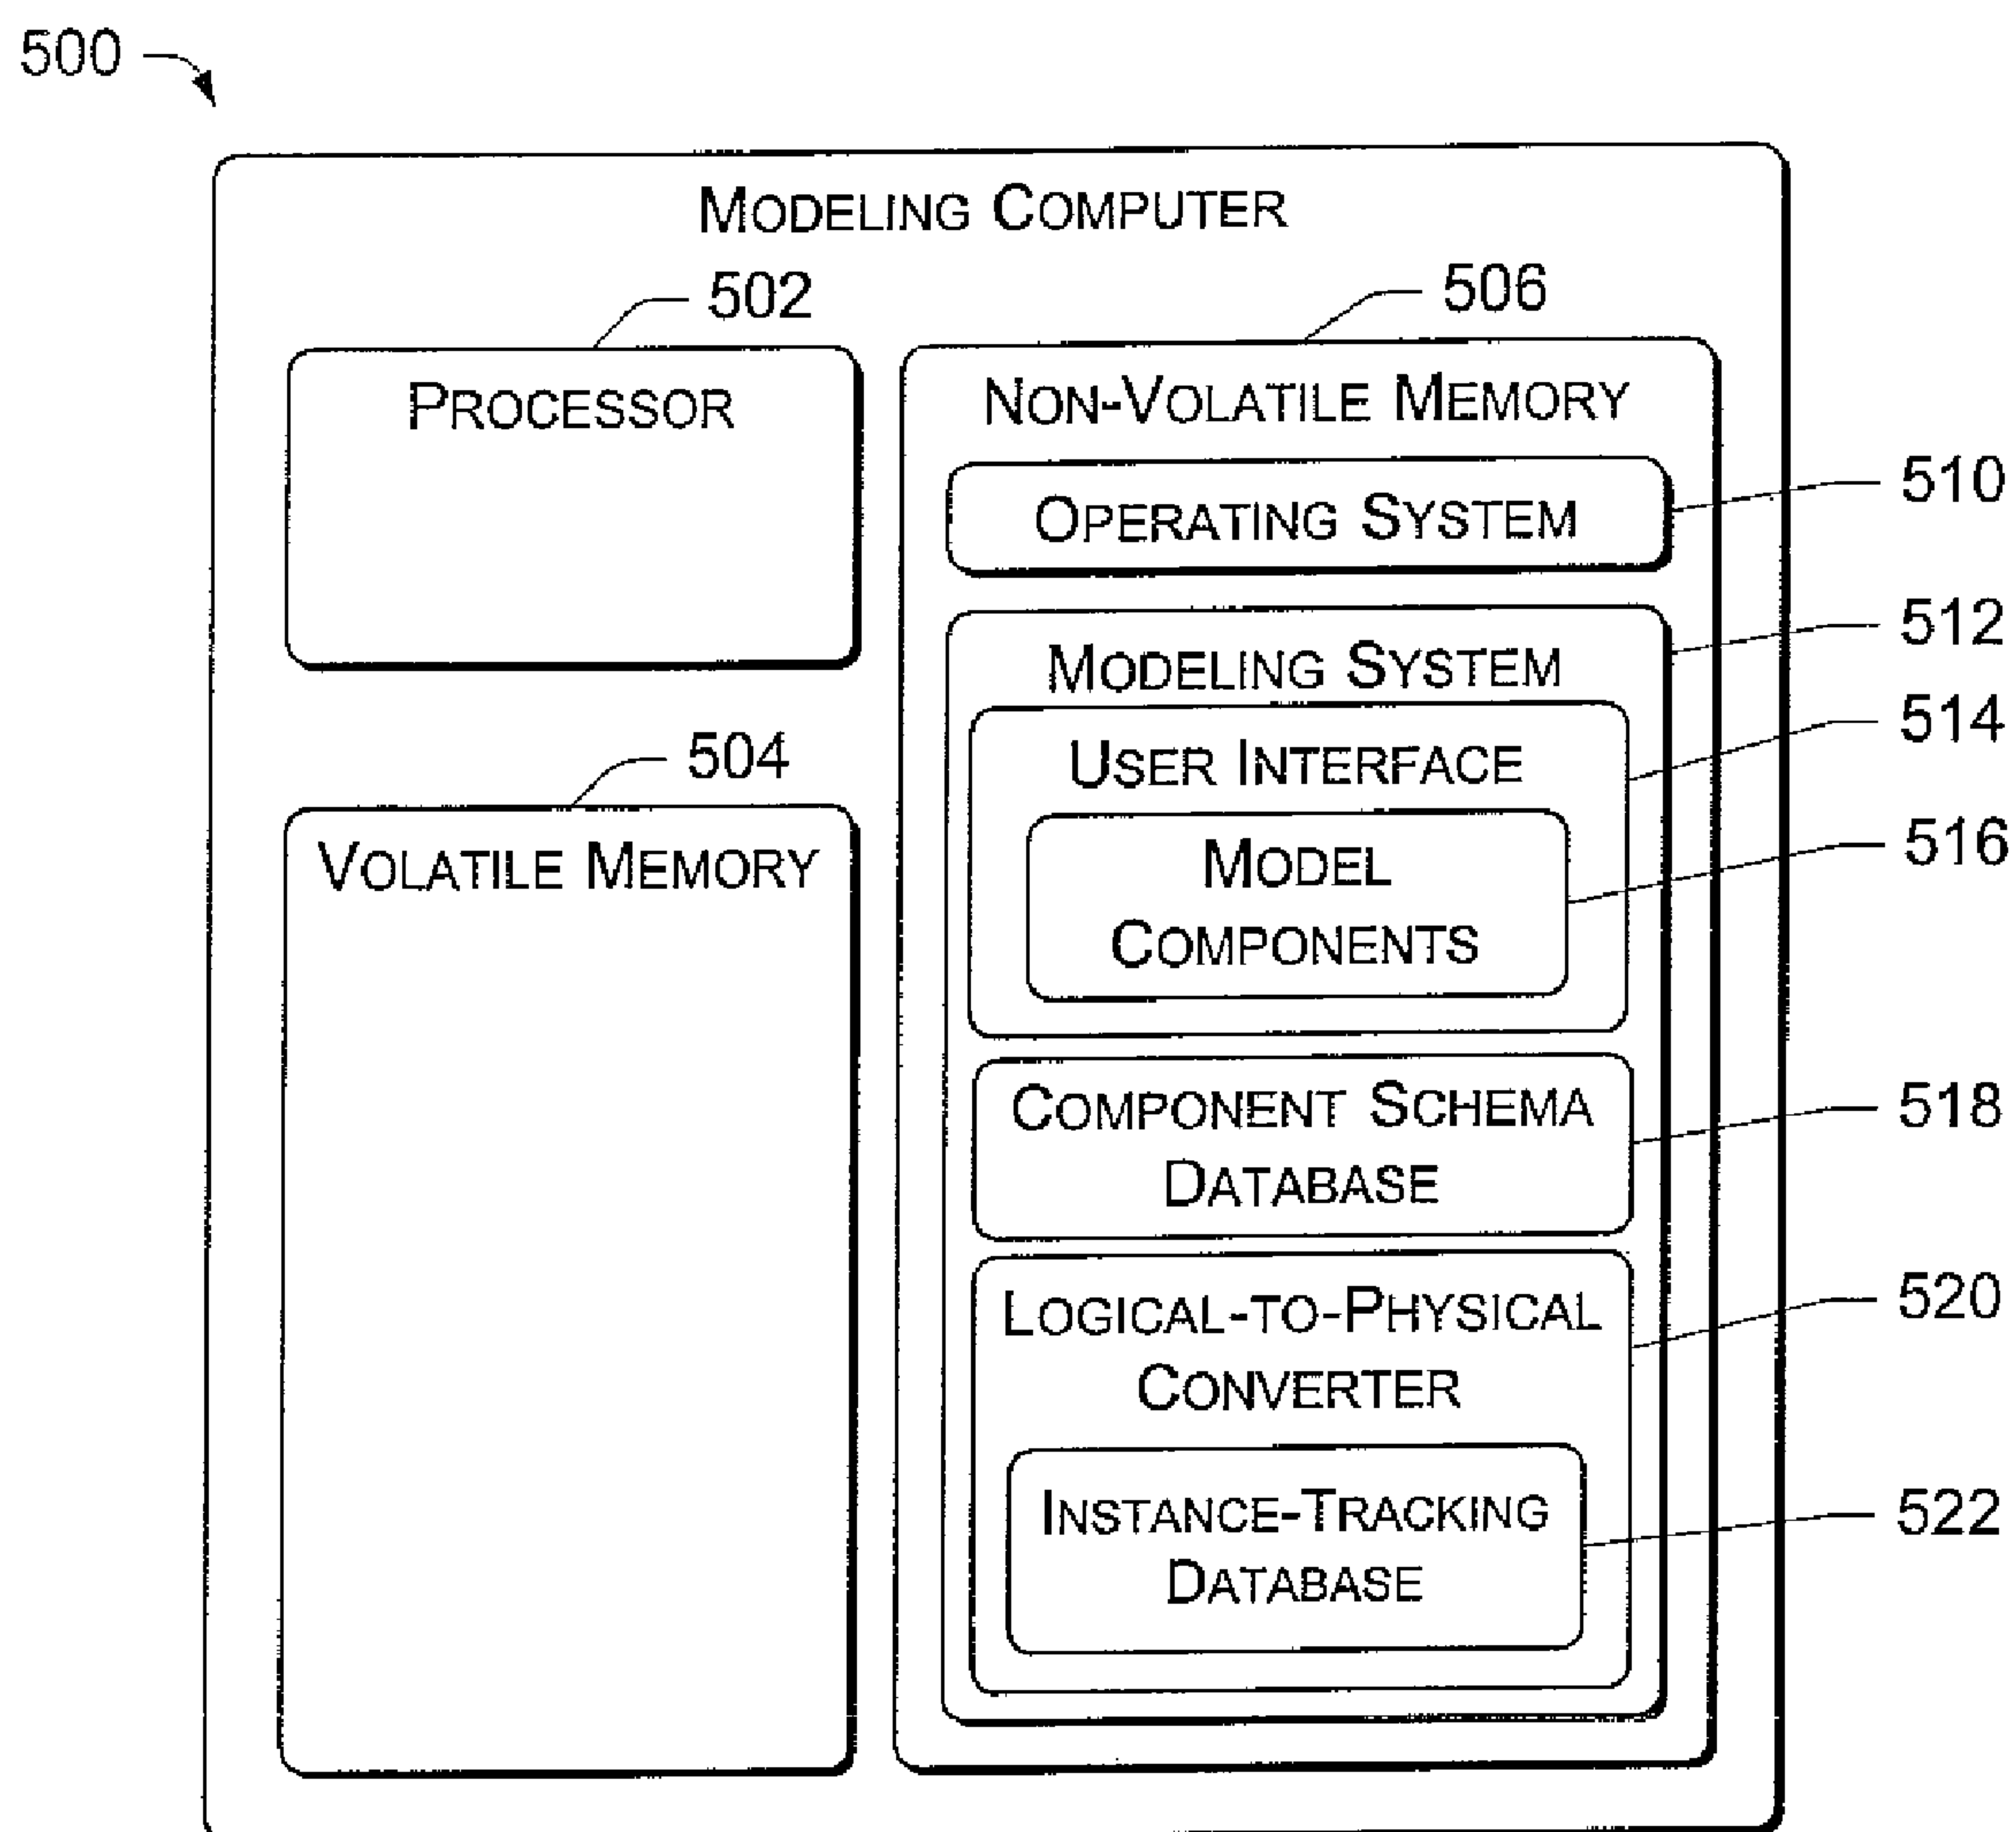 500
MODELING COMPUTER
502
506
PROCESSOR
NON-VOLATILE MEMORY
510
OPERATING SYSTEM
512
MODELING SYSTEM
514
USER INTERFACE
504
516
VOLATILE MEMORY
MODEL
COMPONENTS
518
COMPONENT SCHEMA
DATABASE
520
LOGICAL-TO-PHYSICAL
CONVERTER
522
INSTANCE-TRACKING
DATABASE